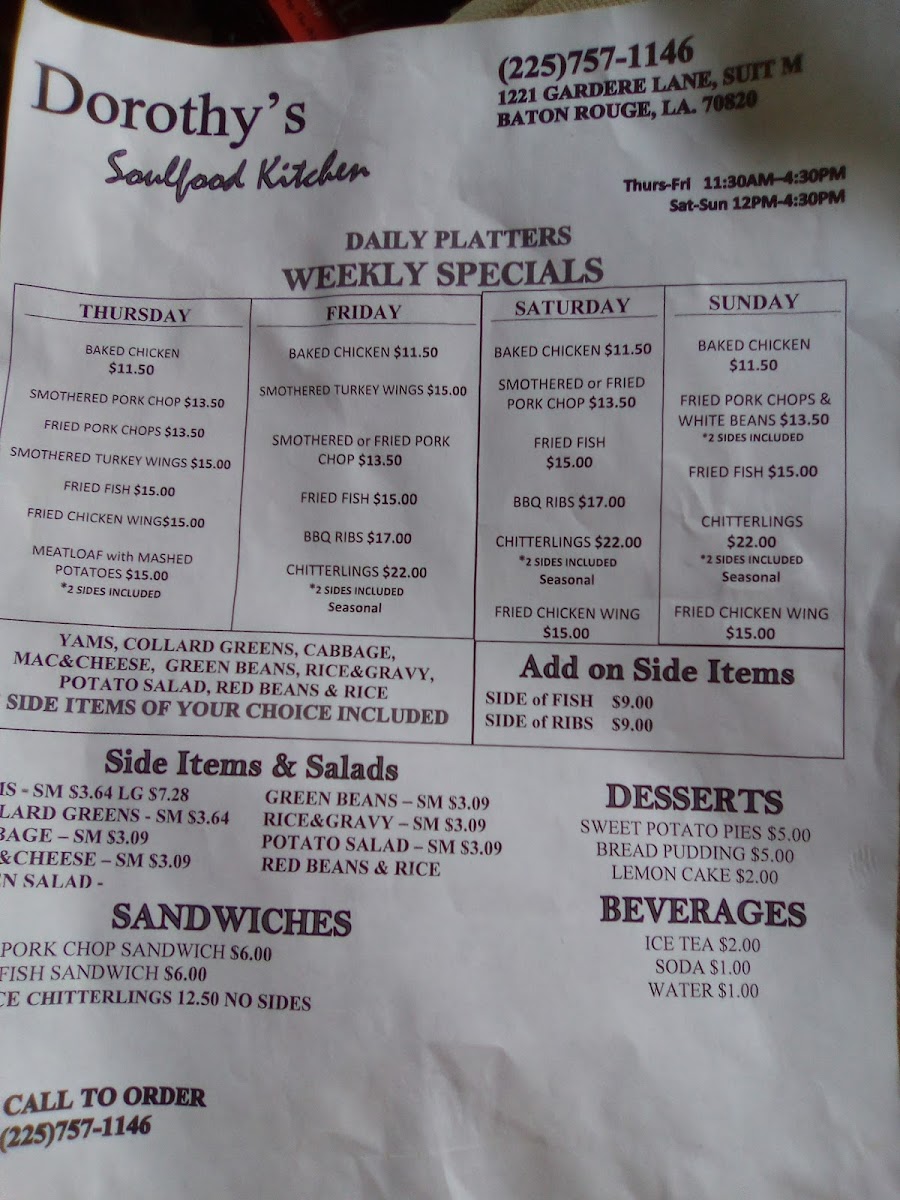 Dorothy's
Soulfood Kitchen
(225)757-1146
1221 GARDERE LANE, SUIT M
BATON ROUGE, LA. 70820
Thurs-Fri 11:30AM-4:30PM
Sat-Sun 12PM-4:30PM
DAILY PLATTERS
WEEKLY SPECIALS
THURSDAY
BAKED CHICKEN
$11.50
SMOTHERED PORK CHOP $13.50
FRIED PORK CHOPS $13.50
SMOTHERED TURKEY WINGS $15.00
FRIED FISH $15.00
FRIED CHICKEN WING$15.00
MEATLOAF with MASHED
POTATOES $15.00
*2 SIDES INCLUDED
FRIDAY
BAKED CHICKEN $11.50
SMOTHERED TURKEY WINGS $15.00
SMOTHERED or FRIED PORK
CHOP $13.50
FRIED FISH $15.00
BBQ RIBS $17.00
CHITTERLINGS $22.00
*2 SIDES INCLUDED
Seasonal
SATURDAY
BAKED CHICKEN $11.50
SMOTHERED or FRIED
PORK CHOP $13.50
FRIED FISH
$15.00
BBQ RIBS $17.00
CHITTERLINGS $22.00
*2 SIDES INCLUDED
Seasonal
FRIED CHICKEN WING
$15.00
SUNDAY
BAKED CHICKEN
$11.50
FRIED PORK CHOPS &
WHITE BEANS $13.50
*2 SIDES INCLUDED
FRIED FISH $15.00
CHITTERLINGS
$22.00
*2 SIDES INCLUDED
Seasonal
FRIED CHICKEN WING
$15.00
YAMS, COLLARD GREENS, CABBAGE,
MAC&CHEESE, GREEN BEANS, RICE&GRAVY,
POTATO SALAD, RED BEANS & RICE
SIDE ITEMS OF YOUR CHOICE INCLUDED
Add on Side Items
SIDE of FISH $9.00
SIDE of RIBS $9.00
Side Items & Salads
MS - SM $3.64 LG $7.28
LARD GREENS - SM $3.64
BAGE – SM $3.09
&CHEESE – SM $3.09
EN SALAD -
GREEN BEANS – SM $3.09
RICE&GRAVY – SM $3.09
POTATO SALAD – SM $3.09
RED BEANS & RICE
SANDWICHES
PORK CHOP SANDWICH $6.00
FISH SANDWICH $6.00
CE CHITTERLINGS 12.50 NO SIDES
DESSERTS
SWEET POTATO PIES $5.00
BREAD PUDDING $5.00
LEMON CAKE $2.00
BEVERAGES
ICE TEA $2.00
SODA $1.00
WATER $1.00
CALL TO ORDER
(225)757-1146